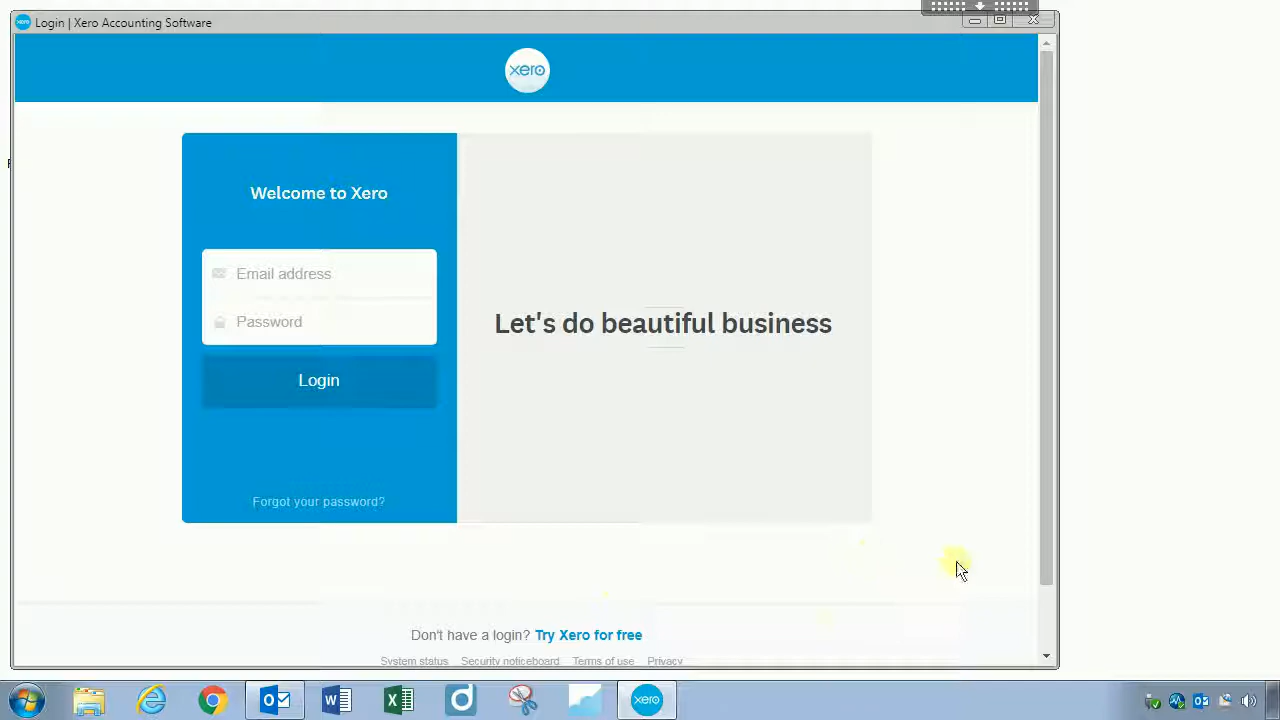 Login | Xero Accounting Software
xero
Welcome to Xero
Email address
Password
Login
Forgot your password?
Let's do beautiful business
Don't have a login? Try Xero for free
System status Security noticeboard Terms of use Privacy
xero